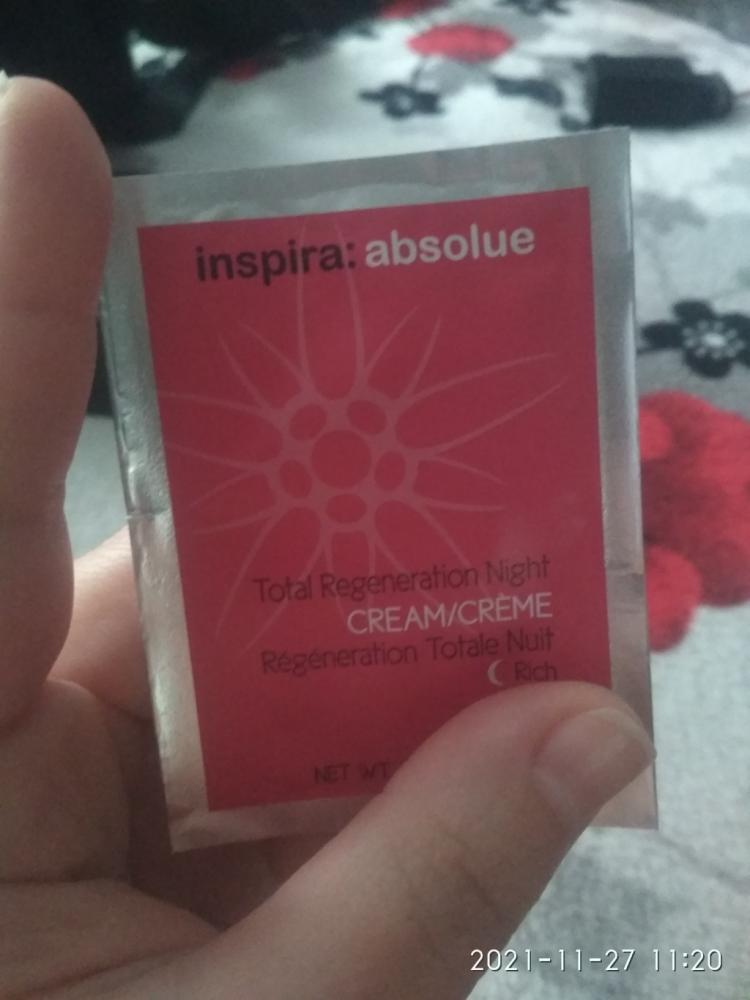 inspira: absolue
Total Regeneration Night
CREAM/CRÈME
Régéneration Totale Nuit
Rich
NET WT
2021-11-27 11:20